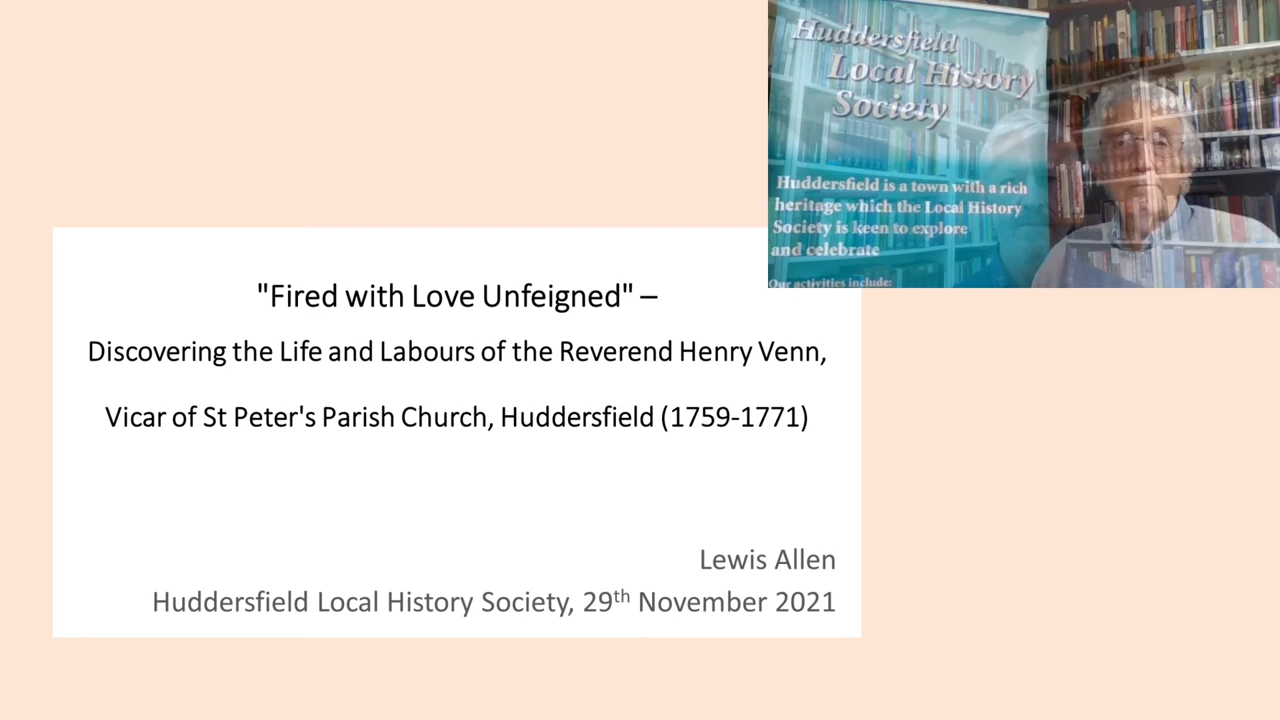 Huddersfield
Local History
Society
Huddersfield is a town with a rich
heritage which the Local History
Society is keen to explore
and celebrate
Our activities include:
"Fired with Love Unfeigned" –
Discovering the Life and Labours of the Reverend Henry Venn,
Vicar of St Peter's Parish Church, Huddersfield (1759-1771)
Lewis Allen
Huddersfield Local History Society, 29th November 2021